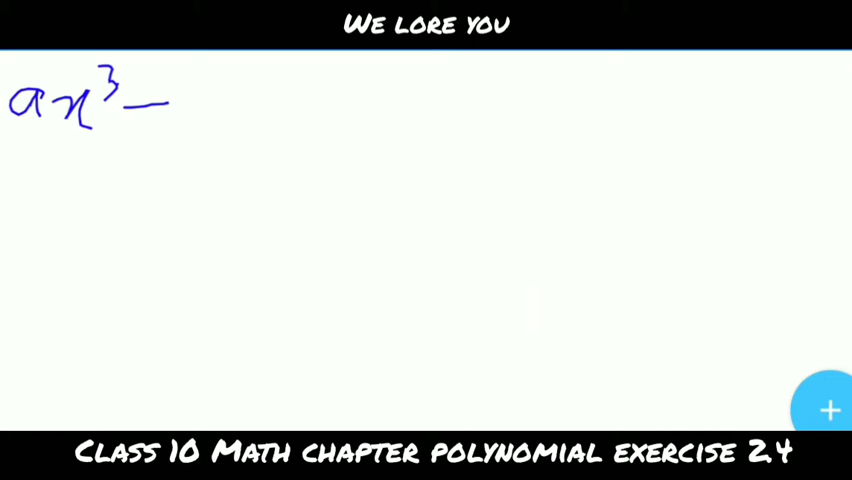 We lore you
ax³ −
Class 10 Math chapter polynomial exercise 2.4